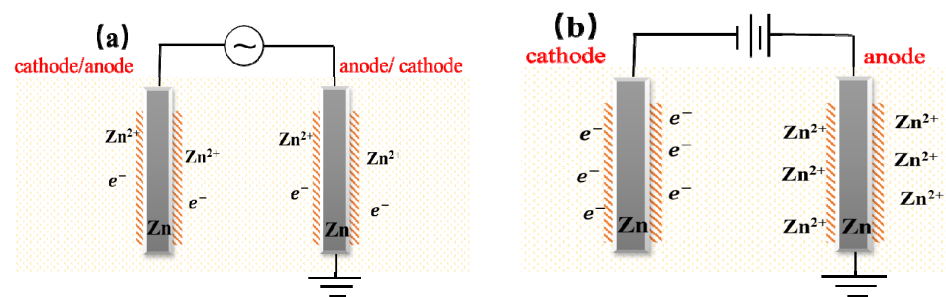 (a)
cathode/anode
~
anode/ cathode
Zn²⁺
Zn²⁺
e⁻
e⁻
Zn
Zn²⁺
Zn²
e⁻
e⁻
Zn
(b)
cathode
anode
e⁻
e⁻
e⁻
e⁻
e⁻
e⁻
Zn
Zn²⁺
Zn²⁺
Zn²⁺
Zn²⁺
Zn²⁺
Zn²⁺
Zn